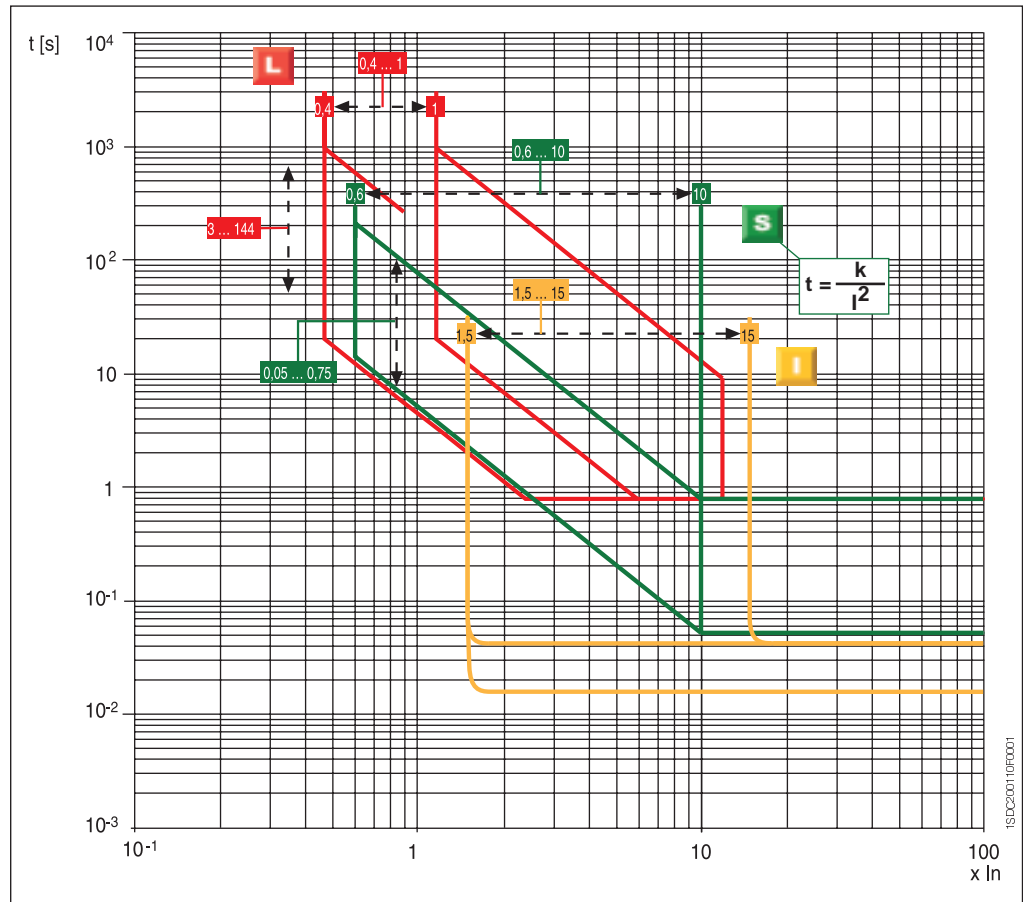 t [s]
10⁴
L
0,4 ... 1
0,4
1
10³
0,6 ... 10
0,6
10
3 ... 144
S
t = k / I²
10²
1,5 ... 15
1,5
15
I
10
0,05 ... 0,75
1
10⁻¹
10⁻²
10⁻³
10⁻¹
1
10
100
x In
1SDC200110F0001